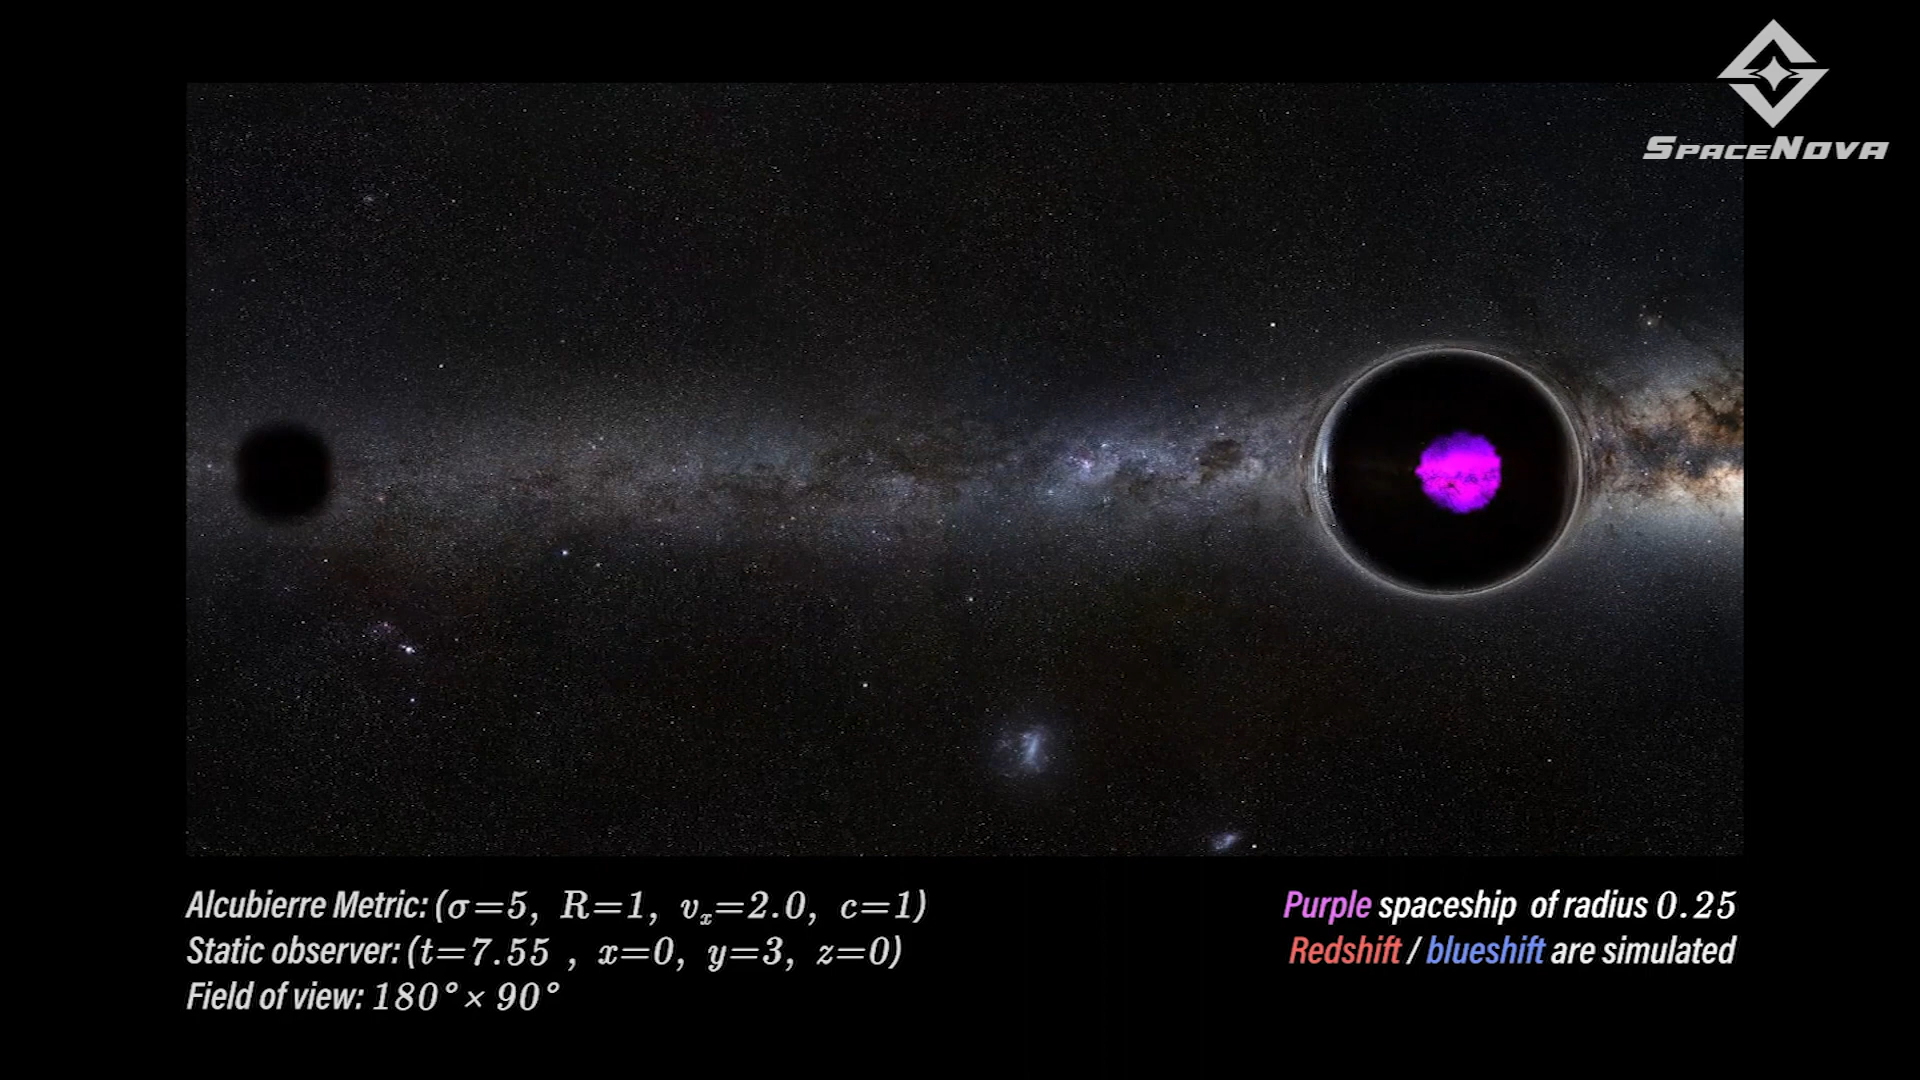 SPACENOVA
Alcubierre Metric: (σ=5, R=1, vₓ=2.0, c=1)
Static observer: (t=7.55 , x=0, y=3, z=0)
Field of view: 180°× 90°
Purple spaceship of radius 0.25
Redshift / blueshift are simulated